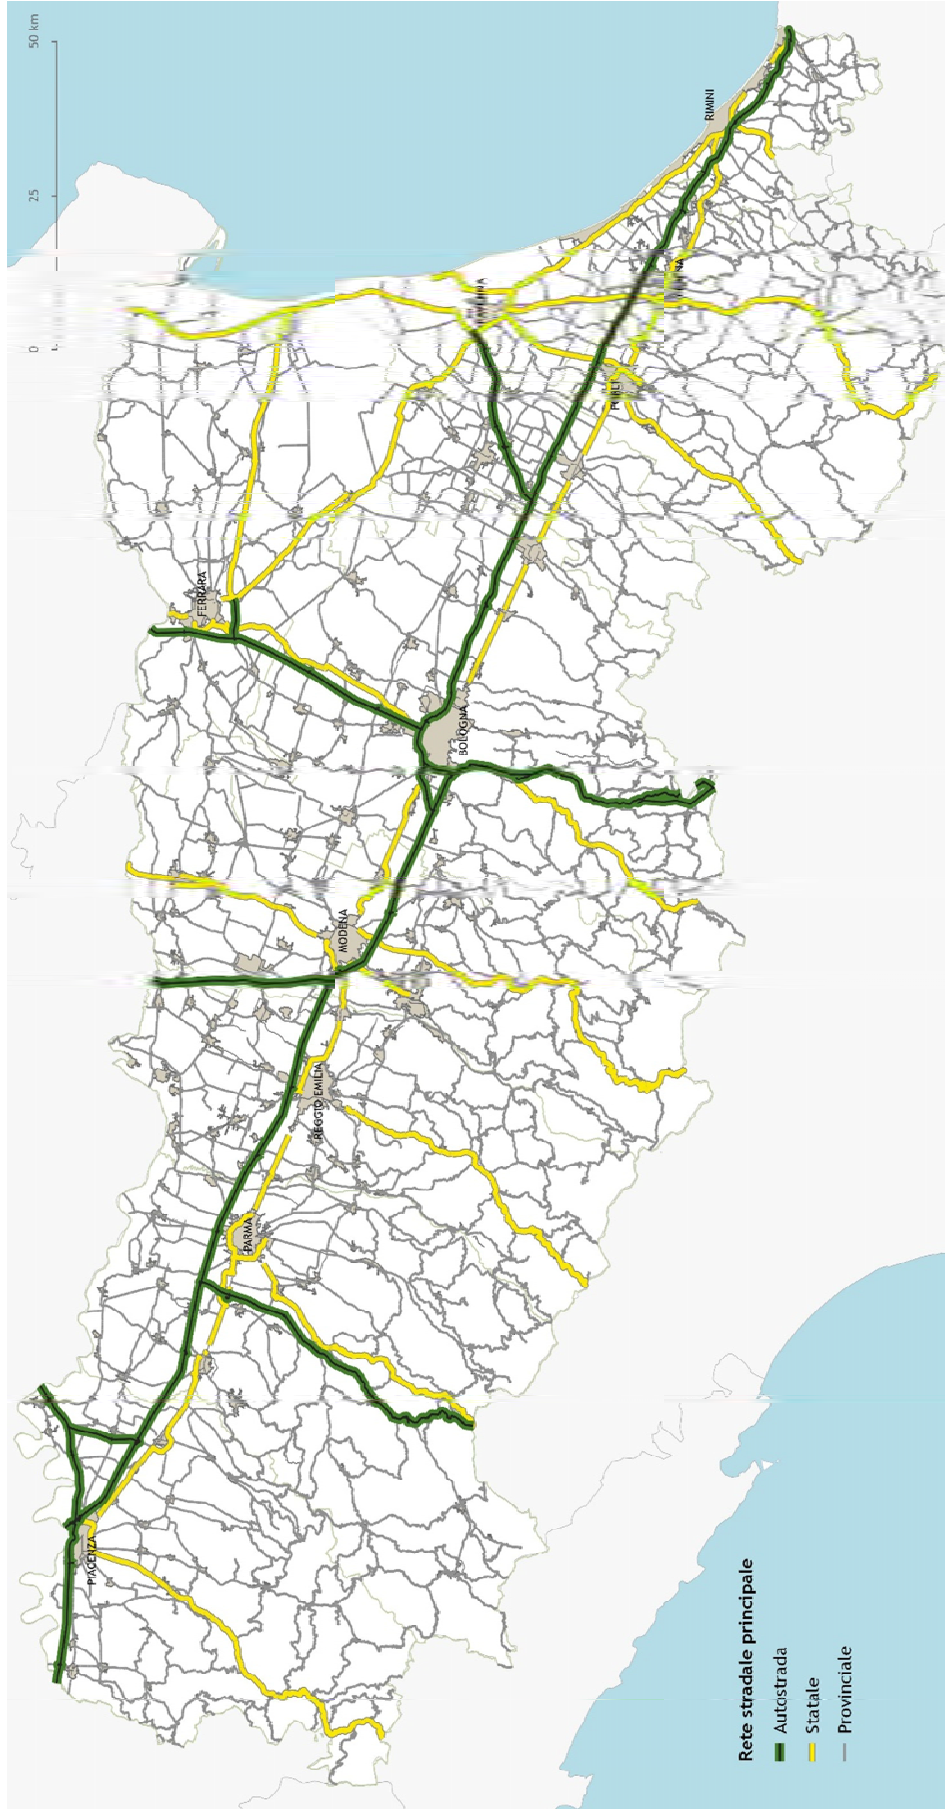 PIACENZA
PARMA
REGGIO EMILIA
MODENA
BOLOGNA
FERRARA
RIMINI
0
25
50 km
Rete stradale principale
Autostrada
Statale
Provinciale